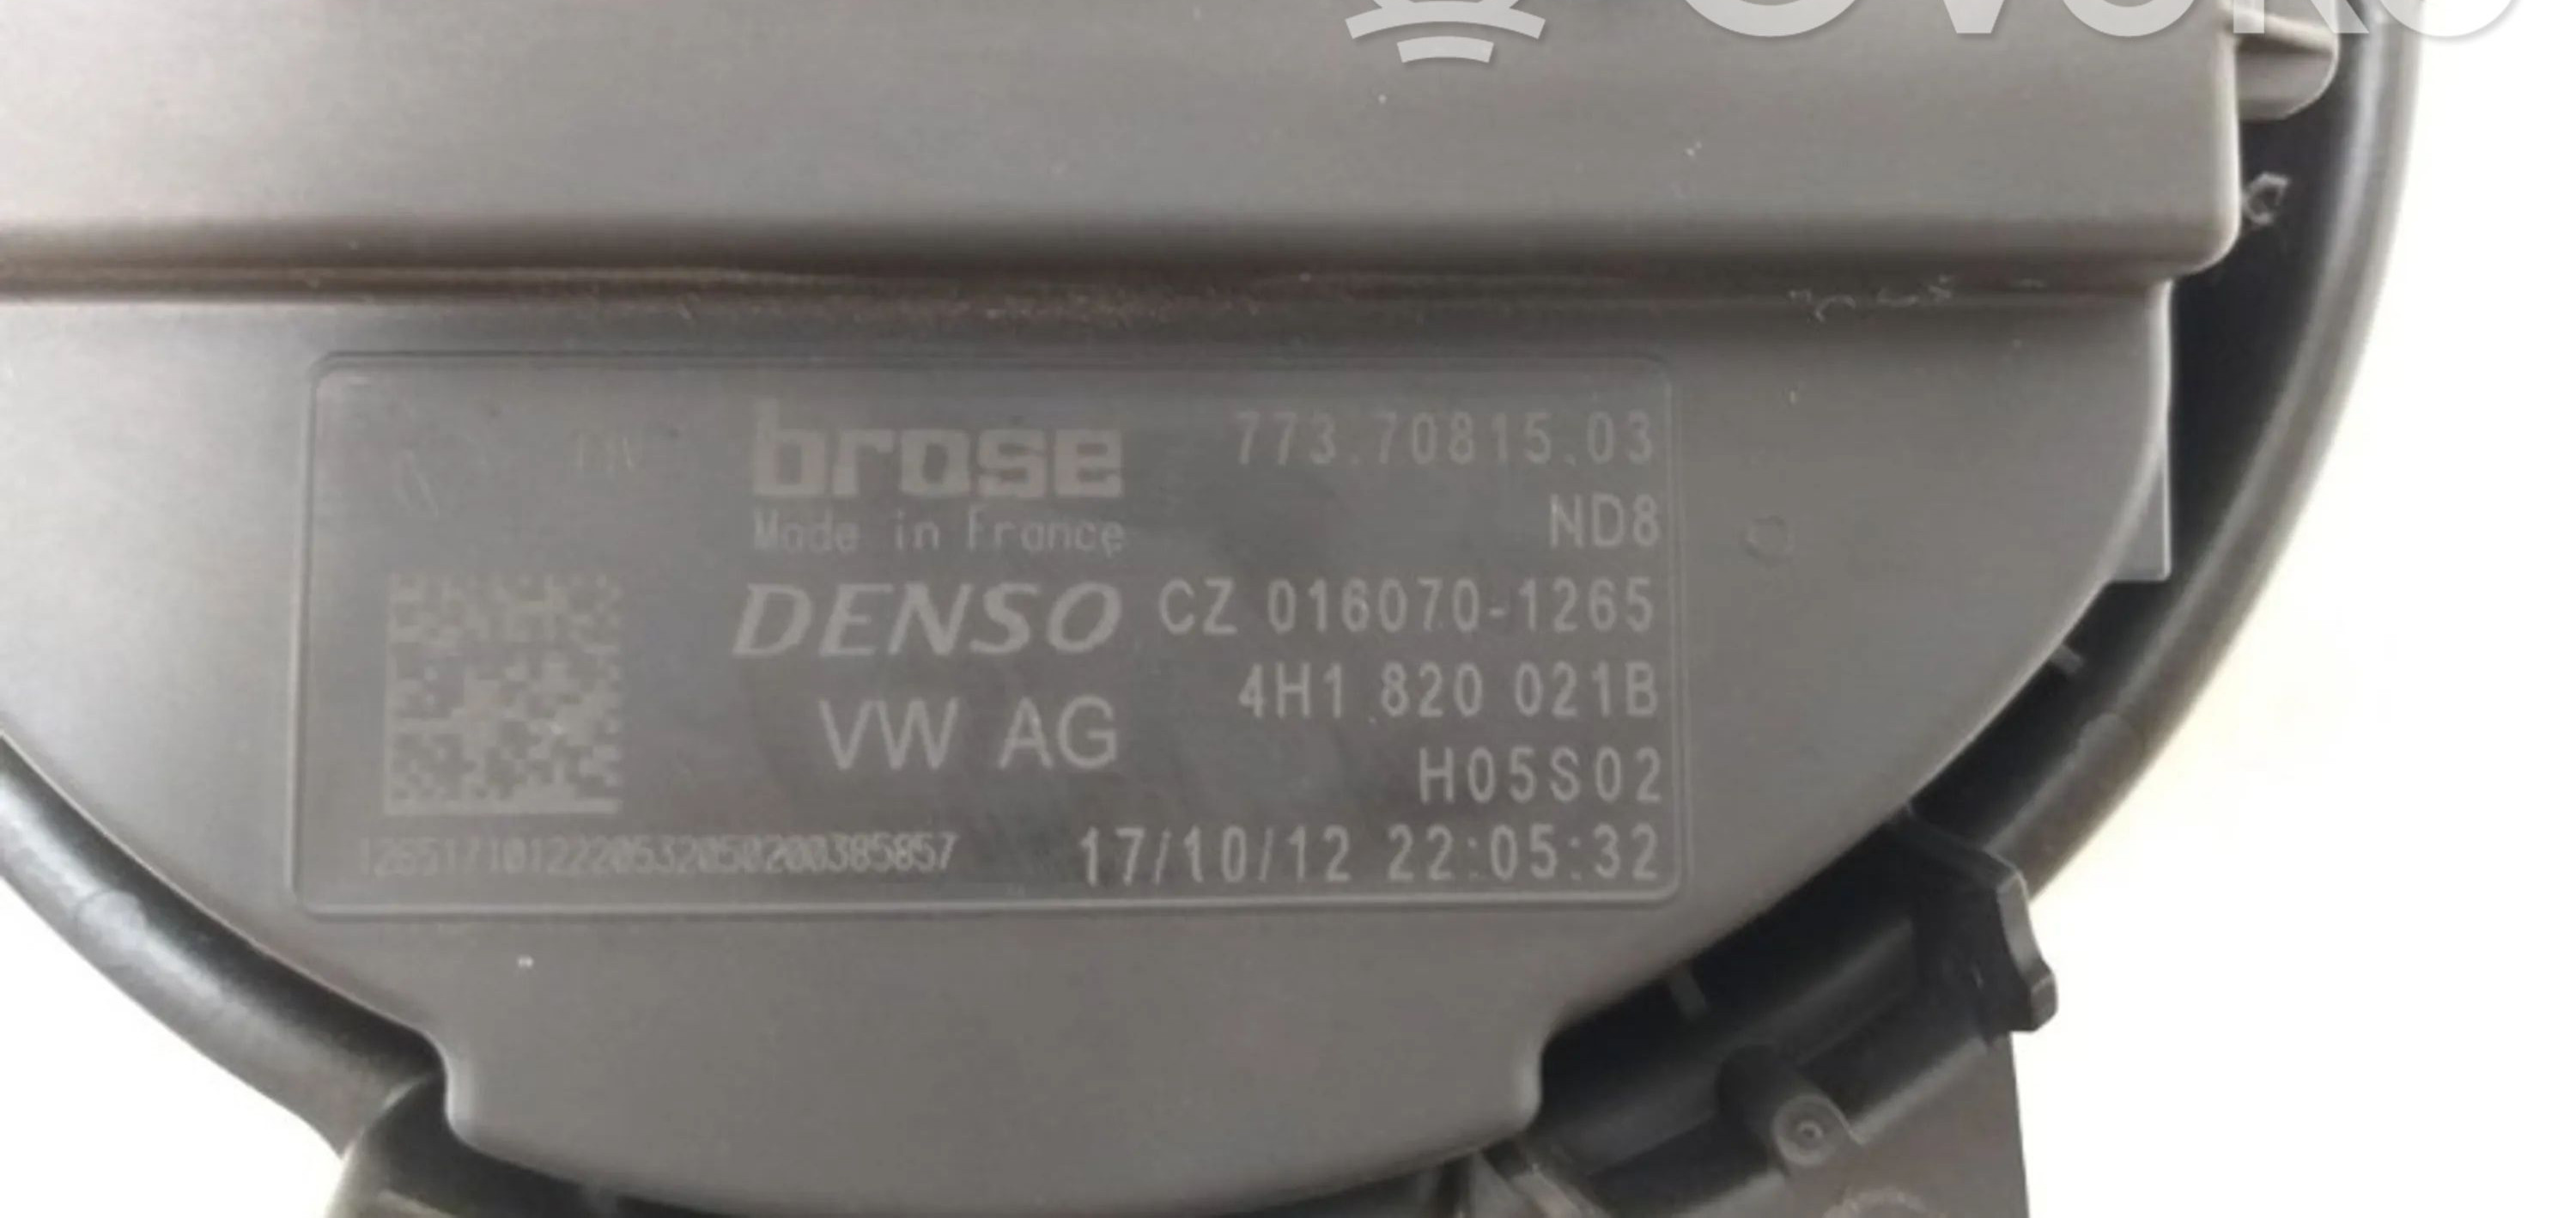 brose 773.70815.03
Made in France ND8
DENSO CZ 016070-1265
VW AG 4H1 820 021B
H05S02
1265171012220532050200385857 17/10/12 22:05:32